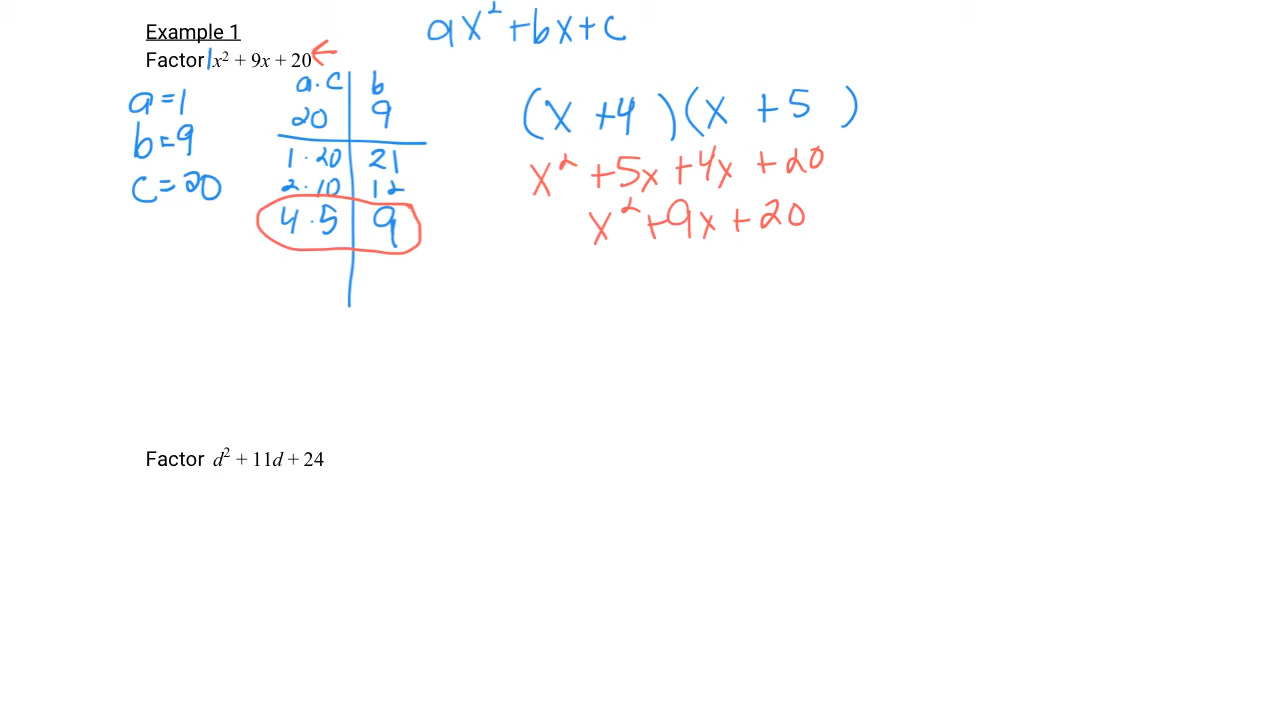 Example 1
ax² + bx + c
Factor 1x² + 9x + 20 ←
a = 1
b = 9
c = 20
a · c | b
20 | 9
1 · 20 | 21
2 · 10 | 12
4 · 5 | 9
(x + 4)(x + 5)
x² + 5x + 4x + 20
x² + 9x + 20
Factor d² + 11d + 24